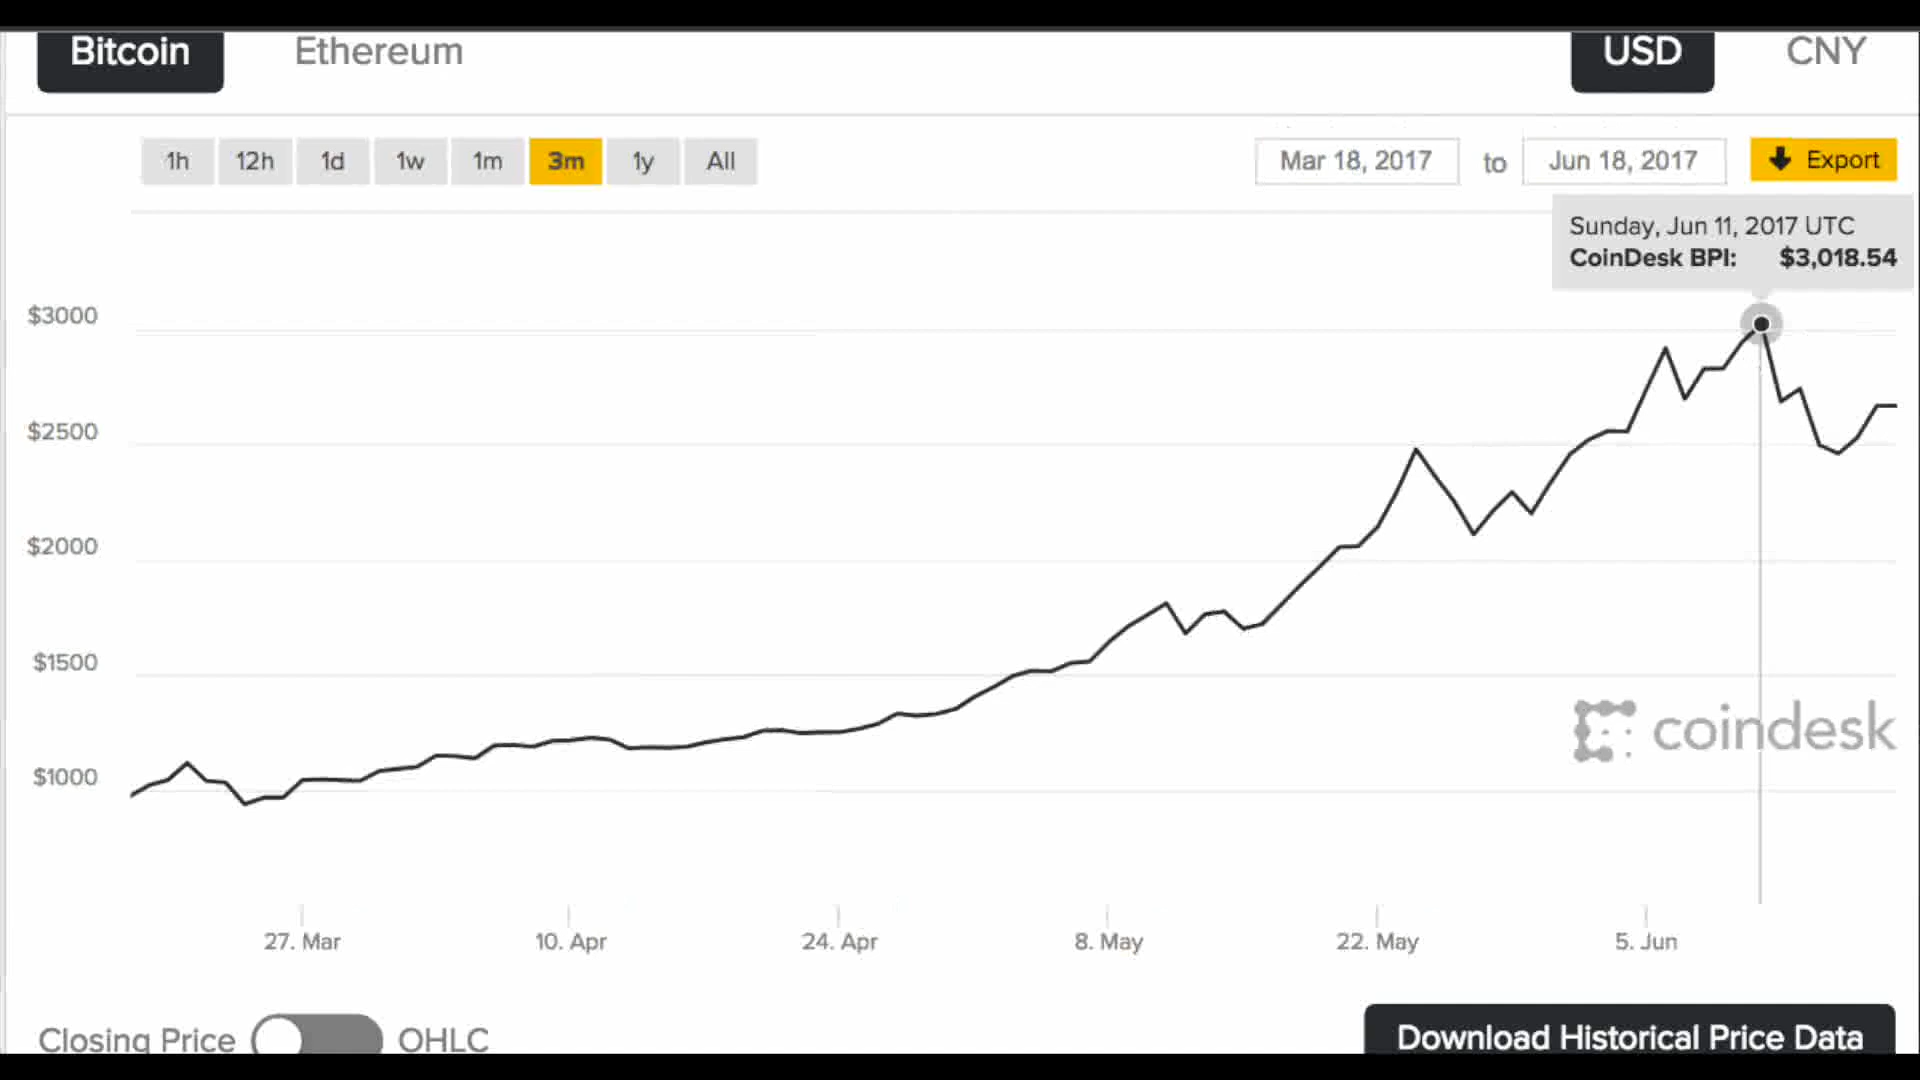 Bitcoin Ethereum USD CNY
1h 12h 1d 1w 1m 3m 1y All Mar 18, 2017 to Jun 18, 2017 Export
Sunday, Jun 11, 2017 UTC
CoinDesk BPI: $3,018.54
$3000
$2500
$2000
$1500
coindesk
$1000
27. Mar 10. Apr 24. Apr 8. May 22. May 5. Jun
Closing Price OHLC Download Historical Price Data